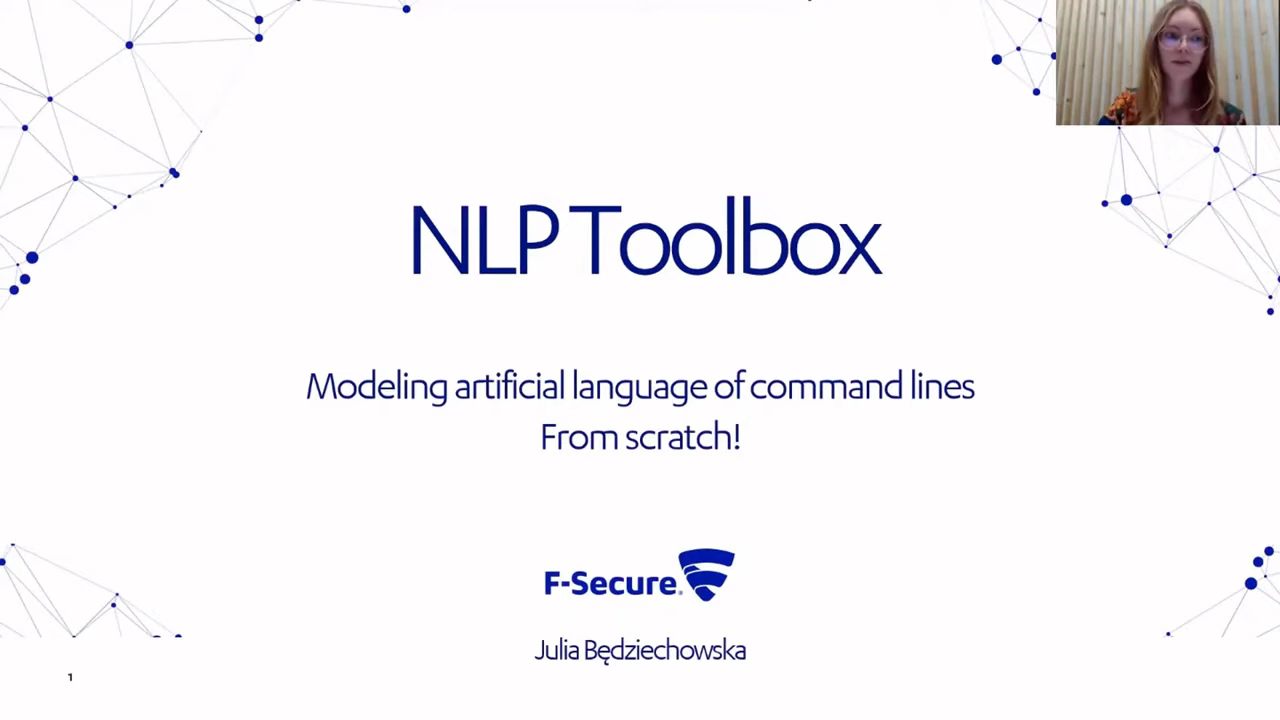 NLP Toolbox
Modeling artificial language of command lines
From scratch!
F-Secure.
Julia Będziechowska
1